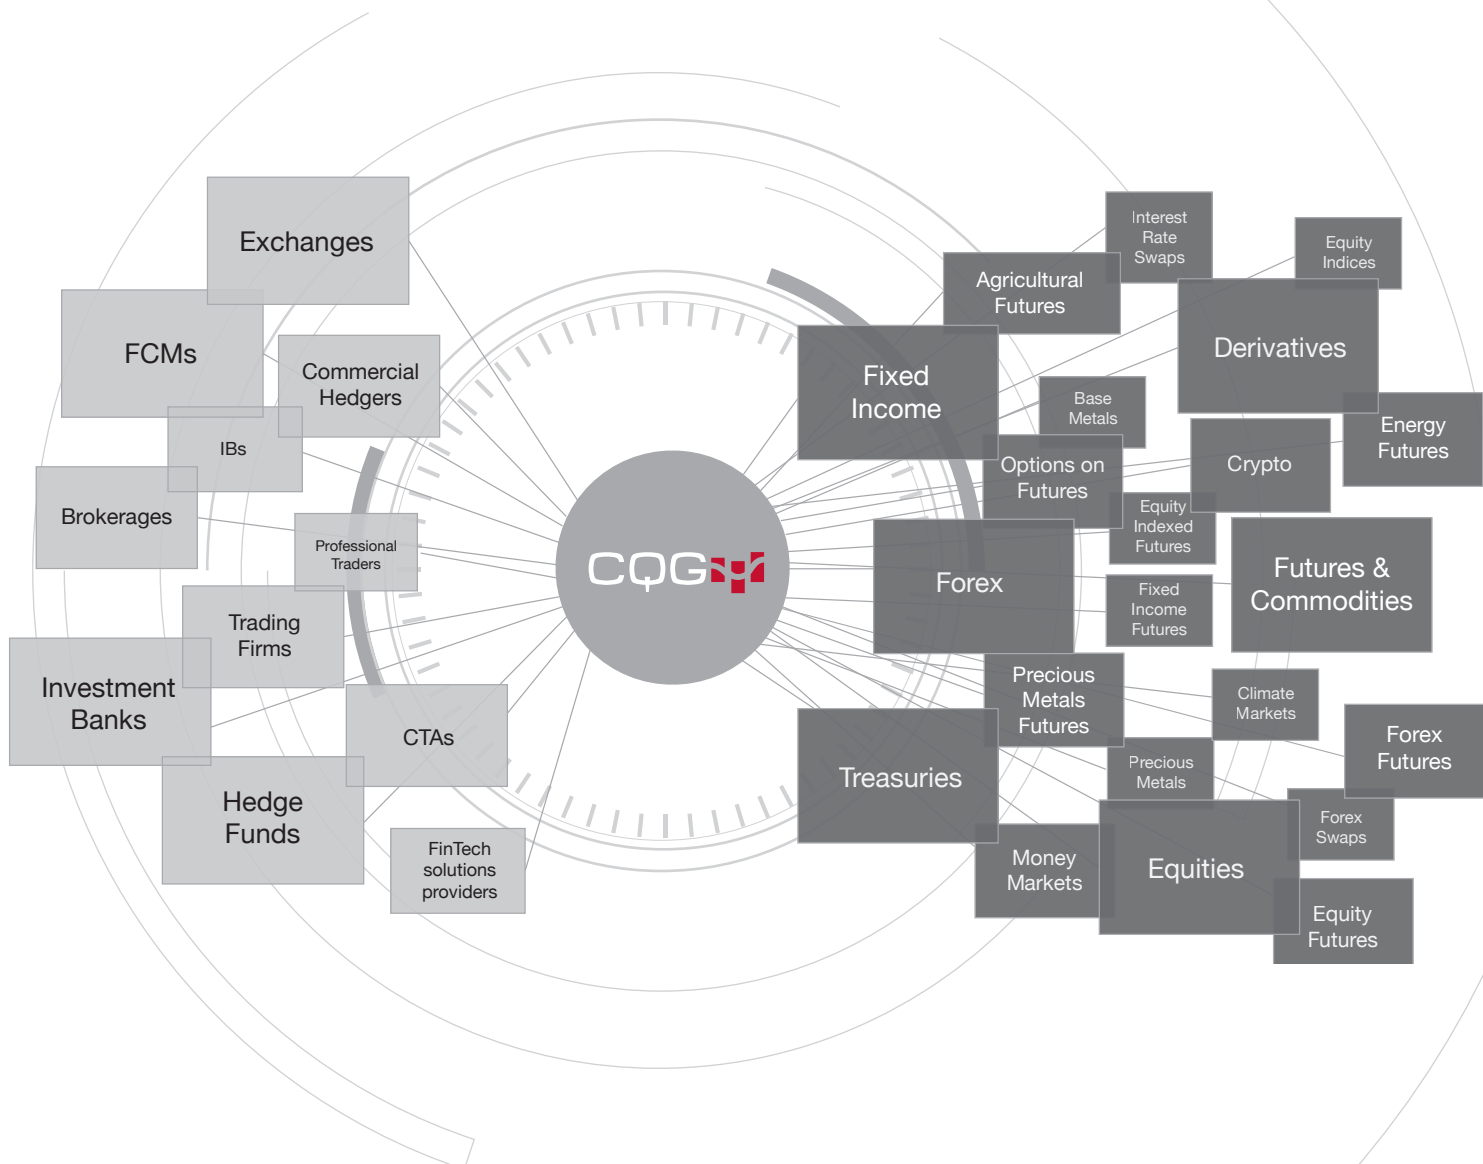 Exchanges
FCMs
Commercial
Hedgers
IBs
Brokerages
Professional
Traders
Trading
Firms
Investment
Banks
CTAs
Hedge
Funds
FinTech
solutions
providers
CQG
Interest
Rate
Swaps
Equity
Indices
Agricultural
Futures
Derivatives
Fixed
Income
Base
Metals
Energy
Futures
Options on
Futures
Crypto
Equity
Indexed
Futures
Forex
Futures &
Commodities
Fixed
Income
Futures
Precious
Metals
Futures
Climate
Markets
Forex
Futures
Treasuries
Precious
Metals
Forex
Swaps
Money
Markets
Equities
Equity
Futures